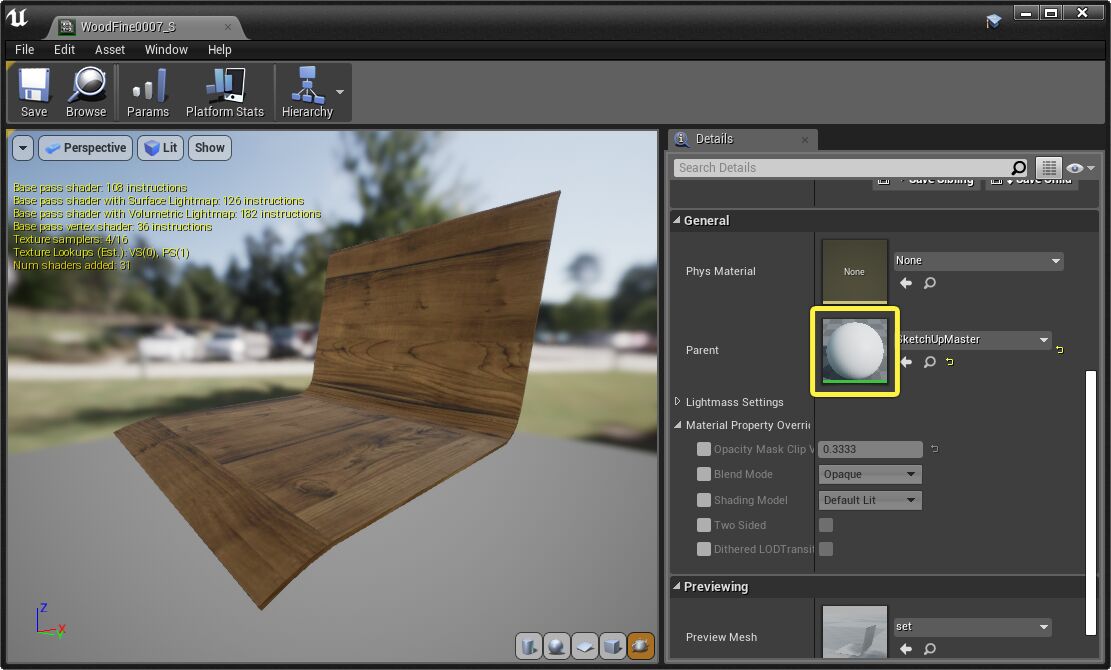 WoodFine0007_S
File Edit Asset Window Help
Save Browse Params Platform Stats Hierarchy
Perspective Lit Show
Base pass shader: 108 instructions
Base pass shader with Surface Lightmap: 126 instructions
Base pass shader with Volumetric Lightmap: 182 instructions
Base pass vertex shader: 36 instructions
Texture samplers: 4/16
Texture Lookups (Est.): VS(0), PS(1)
Num shaders added: 31
Z
X
Y
Details
Search Details
Save Sibling Save Child
General
Phys Material None None
Parent SketchUpMaster
Lightmass Settings
Material Property Overri
Opacity Mask Clip V 0.3333
Blend Mode Opaque
Shading Model Default Lit
Two Sided
Dithered LODTransit
Previewing
Preview Mesh set